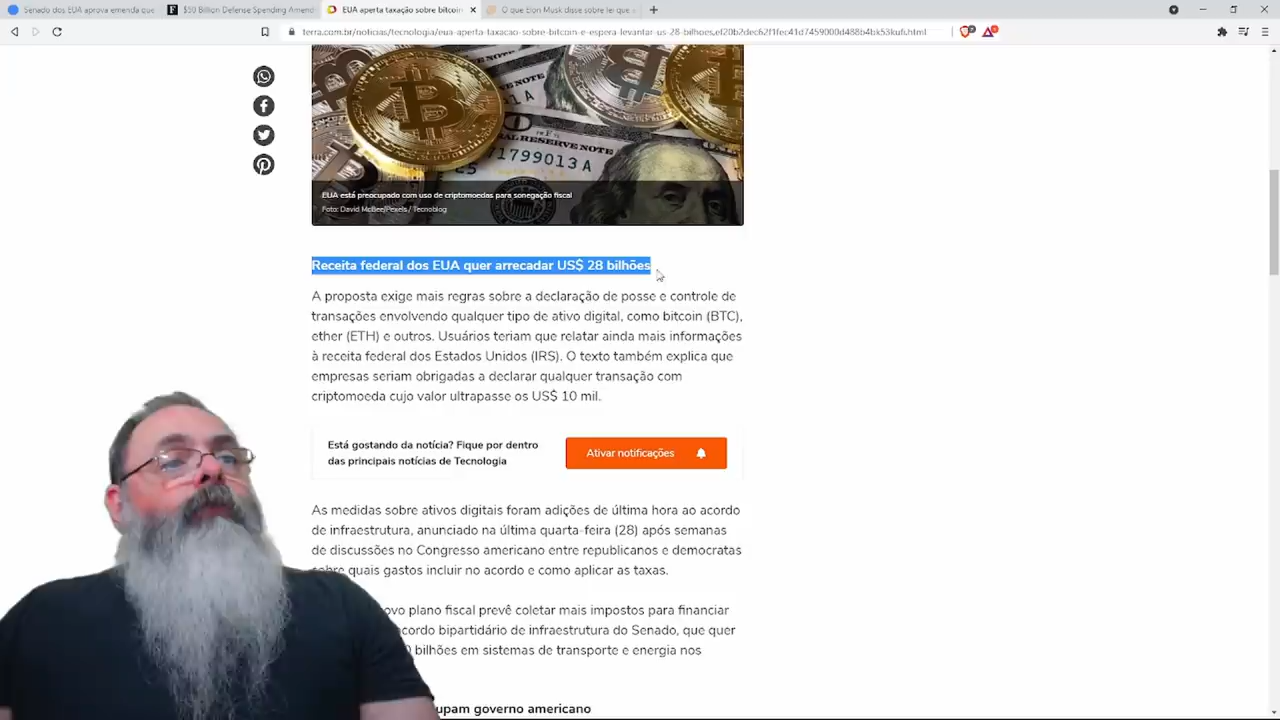 Senado dos EUA aprova emenda que
$50 Billion Defense Spending Amend
EUA aperta taxação sobre bitcoin
O que Elon Musk disse sobre lei que
terra.com.br/noticias/tecnologia/eua-aperta-taxacao-sobre-bitcoin-e-espera-levantar-us-28-bilhoes,ef20b2dec62f1fec41d7459000d488b4bk53kufi.html
NOTE
RAL RESERVE NOTE
71799013 A
EUA está preocupado com uso de criptomoedas para sonegação fiscal
Foto: David McBee/Pexels / Tecnoblog
Receita federal dos EUA quer arrecadar US$ 28 bilhões
A proposta exige mais regras sobre a declaração de posse e controle de
transações envolvendo qualquer tipo de ativo digital, como bitcoin (BTC),
ether (ETH) e outros. Usuários teriam que relatar ainda mais informações
à receita federal dos Estados Unidos (IRS). O texto também explica que
empresas seriam obrigadas a declarar qualquer transação com
criptomoeda cujo valor ultrapasse os US$ 10 mil.
Está gostando da notícia? Fique por dentro
das principais notícias de Tecnologia
Ativar notificações
As medidas sobre ativos digitais foram adições de última hora ao acordo
de infraestrutura, anunciado na última quarta-feira (28) após semanas
de discussões no Congresso americano entre republicanos e democratas
sobre quais gastos incluir no acordo e como aplicar as taxas.
ovo plano fiscal prevê coletar mais impostos para financiar
cordo bipartidário de infraestrutura do Senado, que quer
0 bilhões em sistemas de transporte e energia nos
upam governo americano